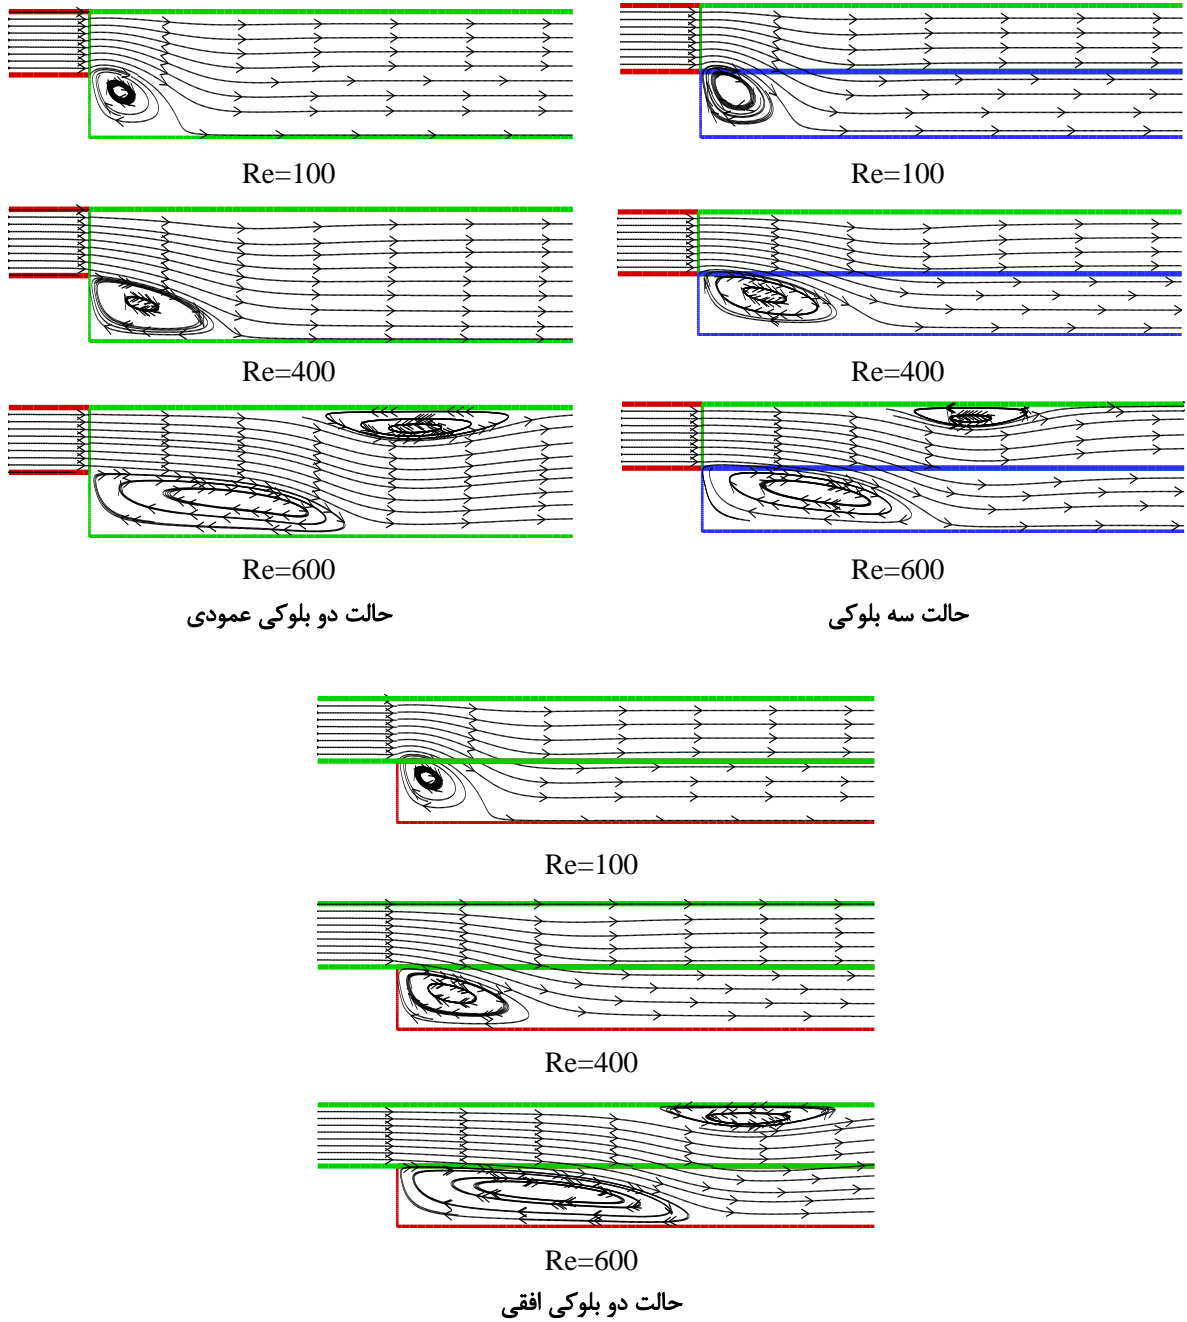 Re=100
Re=100
Re=400
Re=400
Re=600
Re=600
حالت دو بلوکی عمودی
حالت سه بلوکی
Re=100
Re=400
Re=600
حالت دو بلوکی افقی